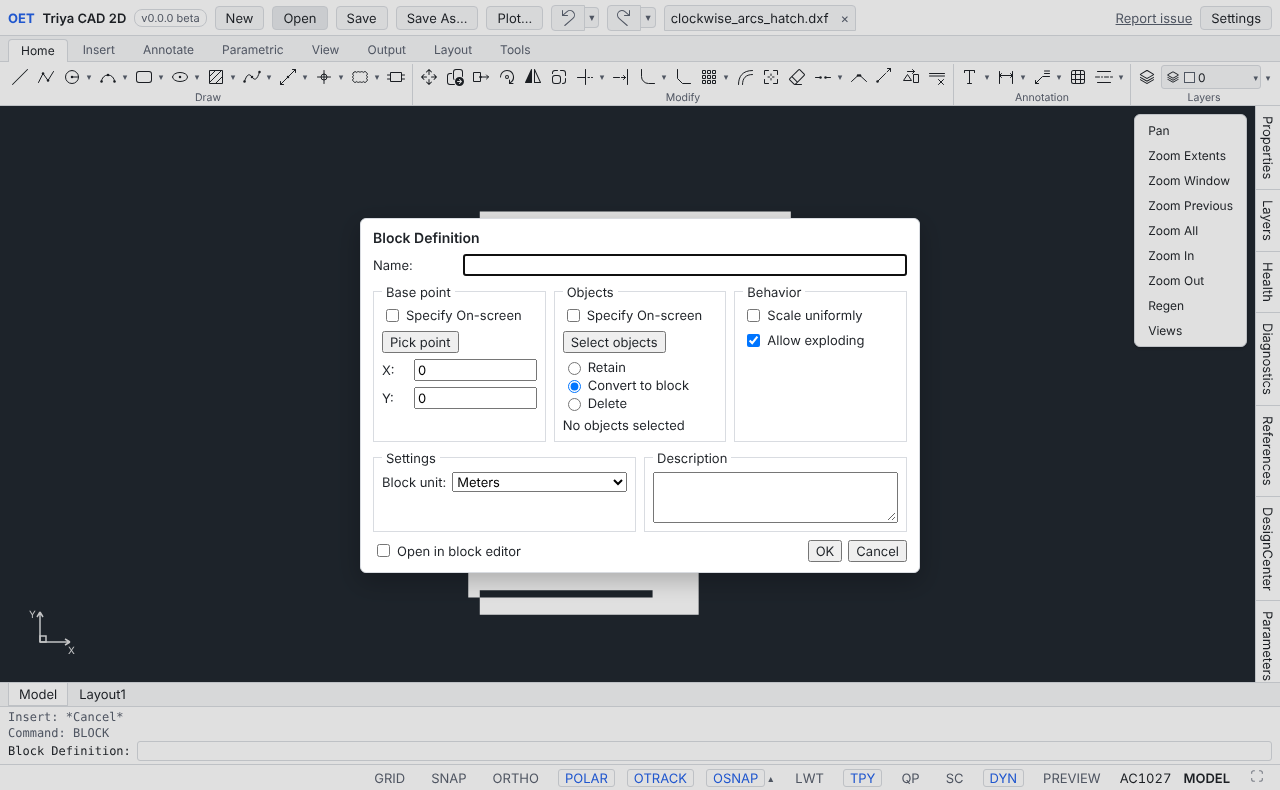 OET Triya CAD 2D v0.0.0 beta New Open Save Save As... Plot... clockwise_arcs_hatch.dxf × Report issue Settings
Home Insert Annotate Parametric View Output Layout Tools
0
Draw Modify Annotation Layers
Pan
Zoom Extents
Zoom Window
Zoom Previous
Zoom All
Zoom In
Zoom Out
Regen
Views
Properties
Layers
Health
Diagnostics
References
DesignCenter
Parameters
Block Definition
Name:
Base point
Specify On-screen
Pick point
X: 0
Y: 0
Objects
Specify On-screen
Select objects
Retain
Convert to block
Delete
No objects selected
Behavior
Scale uniformly
Allow exploding
Settings
Block unit: Meters
Description
Open in block editor OK Cancel
Y
X
Model Layout1
Insert: *Cancel*
Command: BLOCK
Block Definition:
GRID SNAP ORTHO POLAR OTRACK OSNAP LWT TPY QP SC DYN PREVIEW AC1027 MODEL